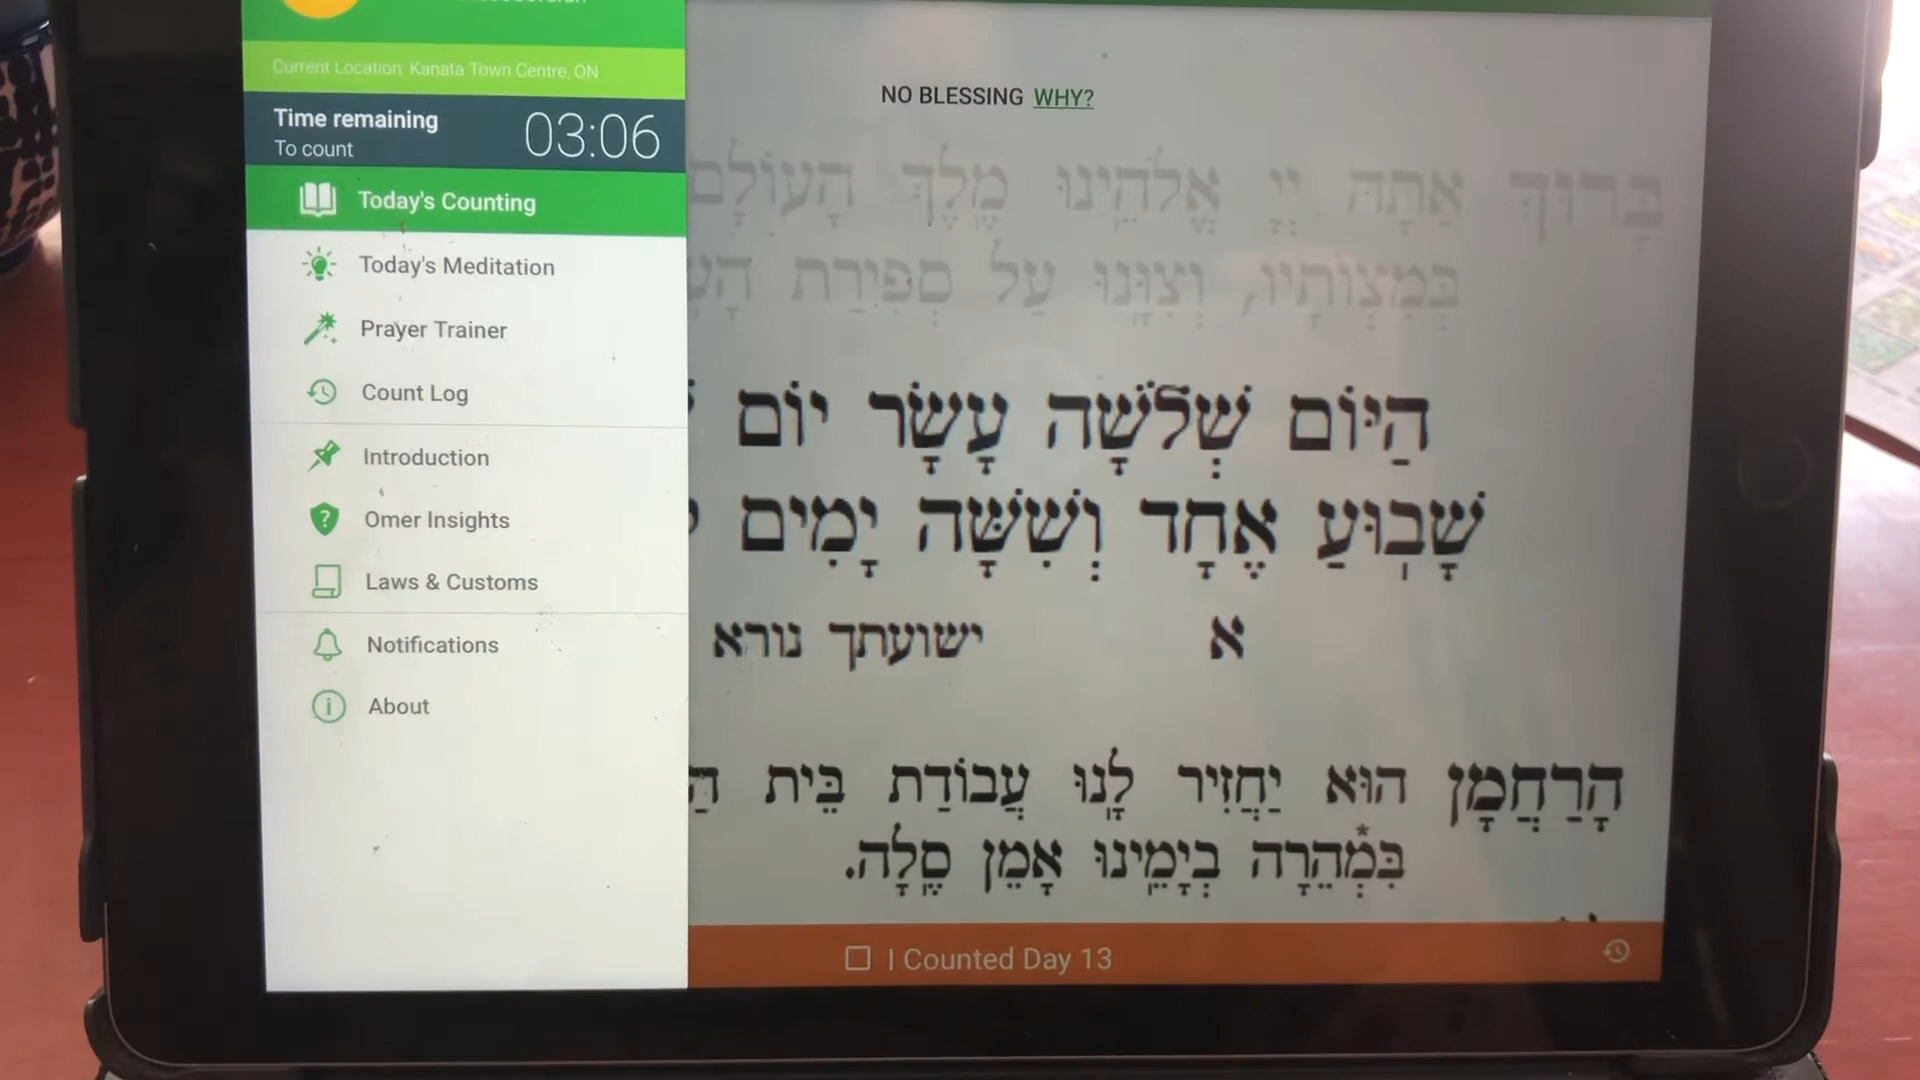 Current Location: Kanata Town Centre, ON
Time remaining
To count
03:06
Today's Counting
Today's Meditation
Prayer Trainer
Count Log
Introduction
Omer Insights
Laws & Customs
Notifications
About
NO BLESSING WHY?
בָּרוּךְ אַתָּה יְיָ אֱלֹהֵינוּ מֶלֶךְ הָעוֹלָם
בְּמִצְוֹתָיו, וְצִוָּנוּ עַל סְפִירַת
הַיּוֹם שְׁלֹשָׁה עָשָׂר יוֹם
שָׁבוּעַ אֶחָד וְשִׁשָּׁה יָמִים
א ישועתך נורא
הָרַחֲמָן הוּא יַחֲזִיר לָנוּ עֲבוֹדַת בֵּית
בִּמְהֵרָה בְיָמֵינוּ אָמֵן סֶלָה.
I Counted Day 13